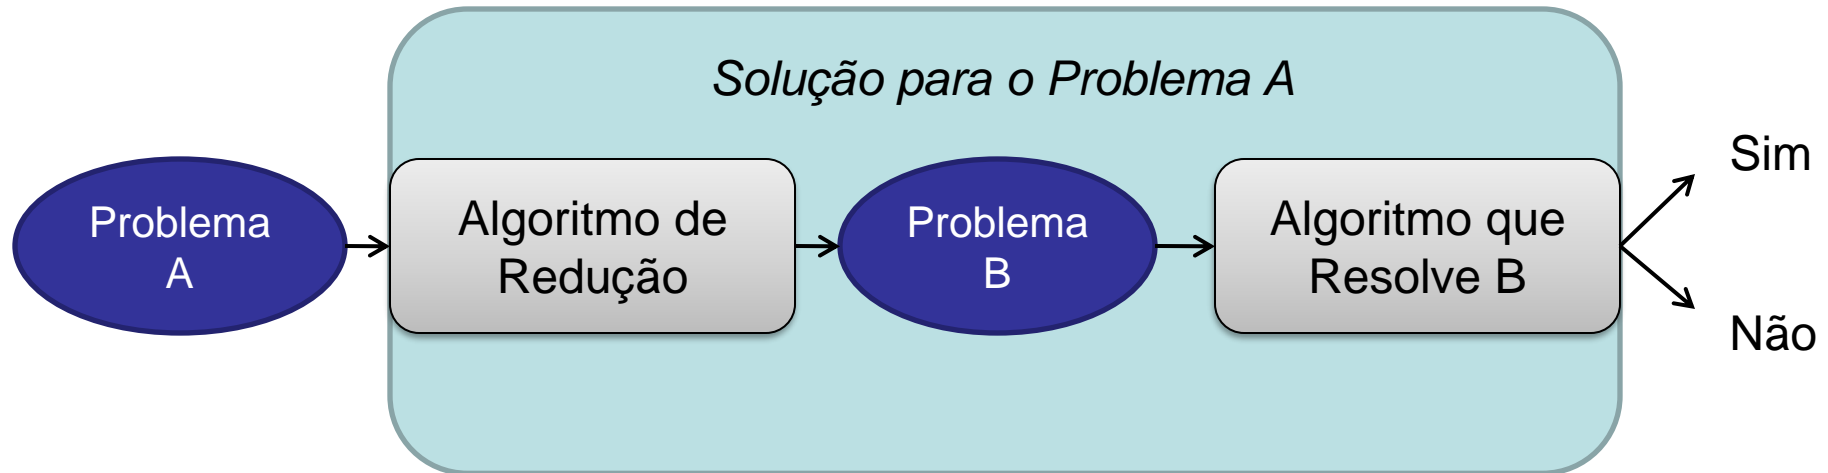 Solução para o Problema A
Problema
A
Algoritmo de
Redução
Problema
B
Algoritmo que
Resolve B
Sim
Não